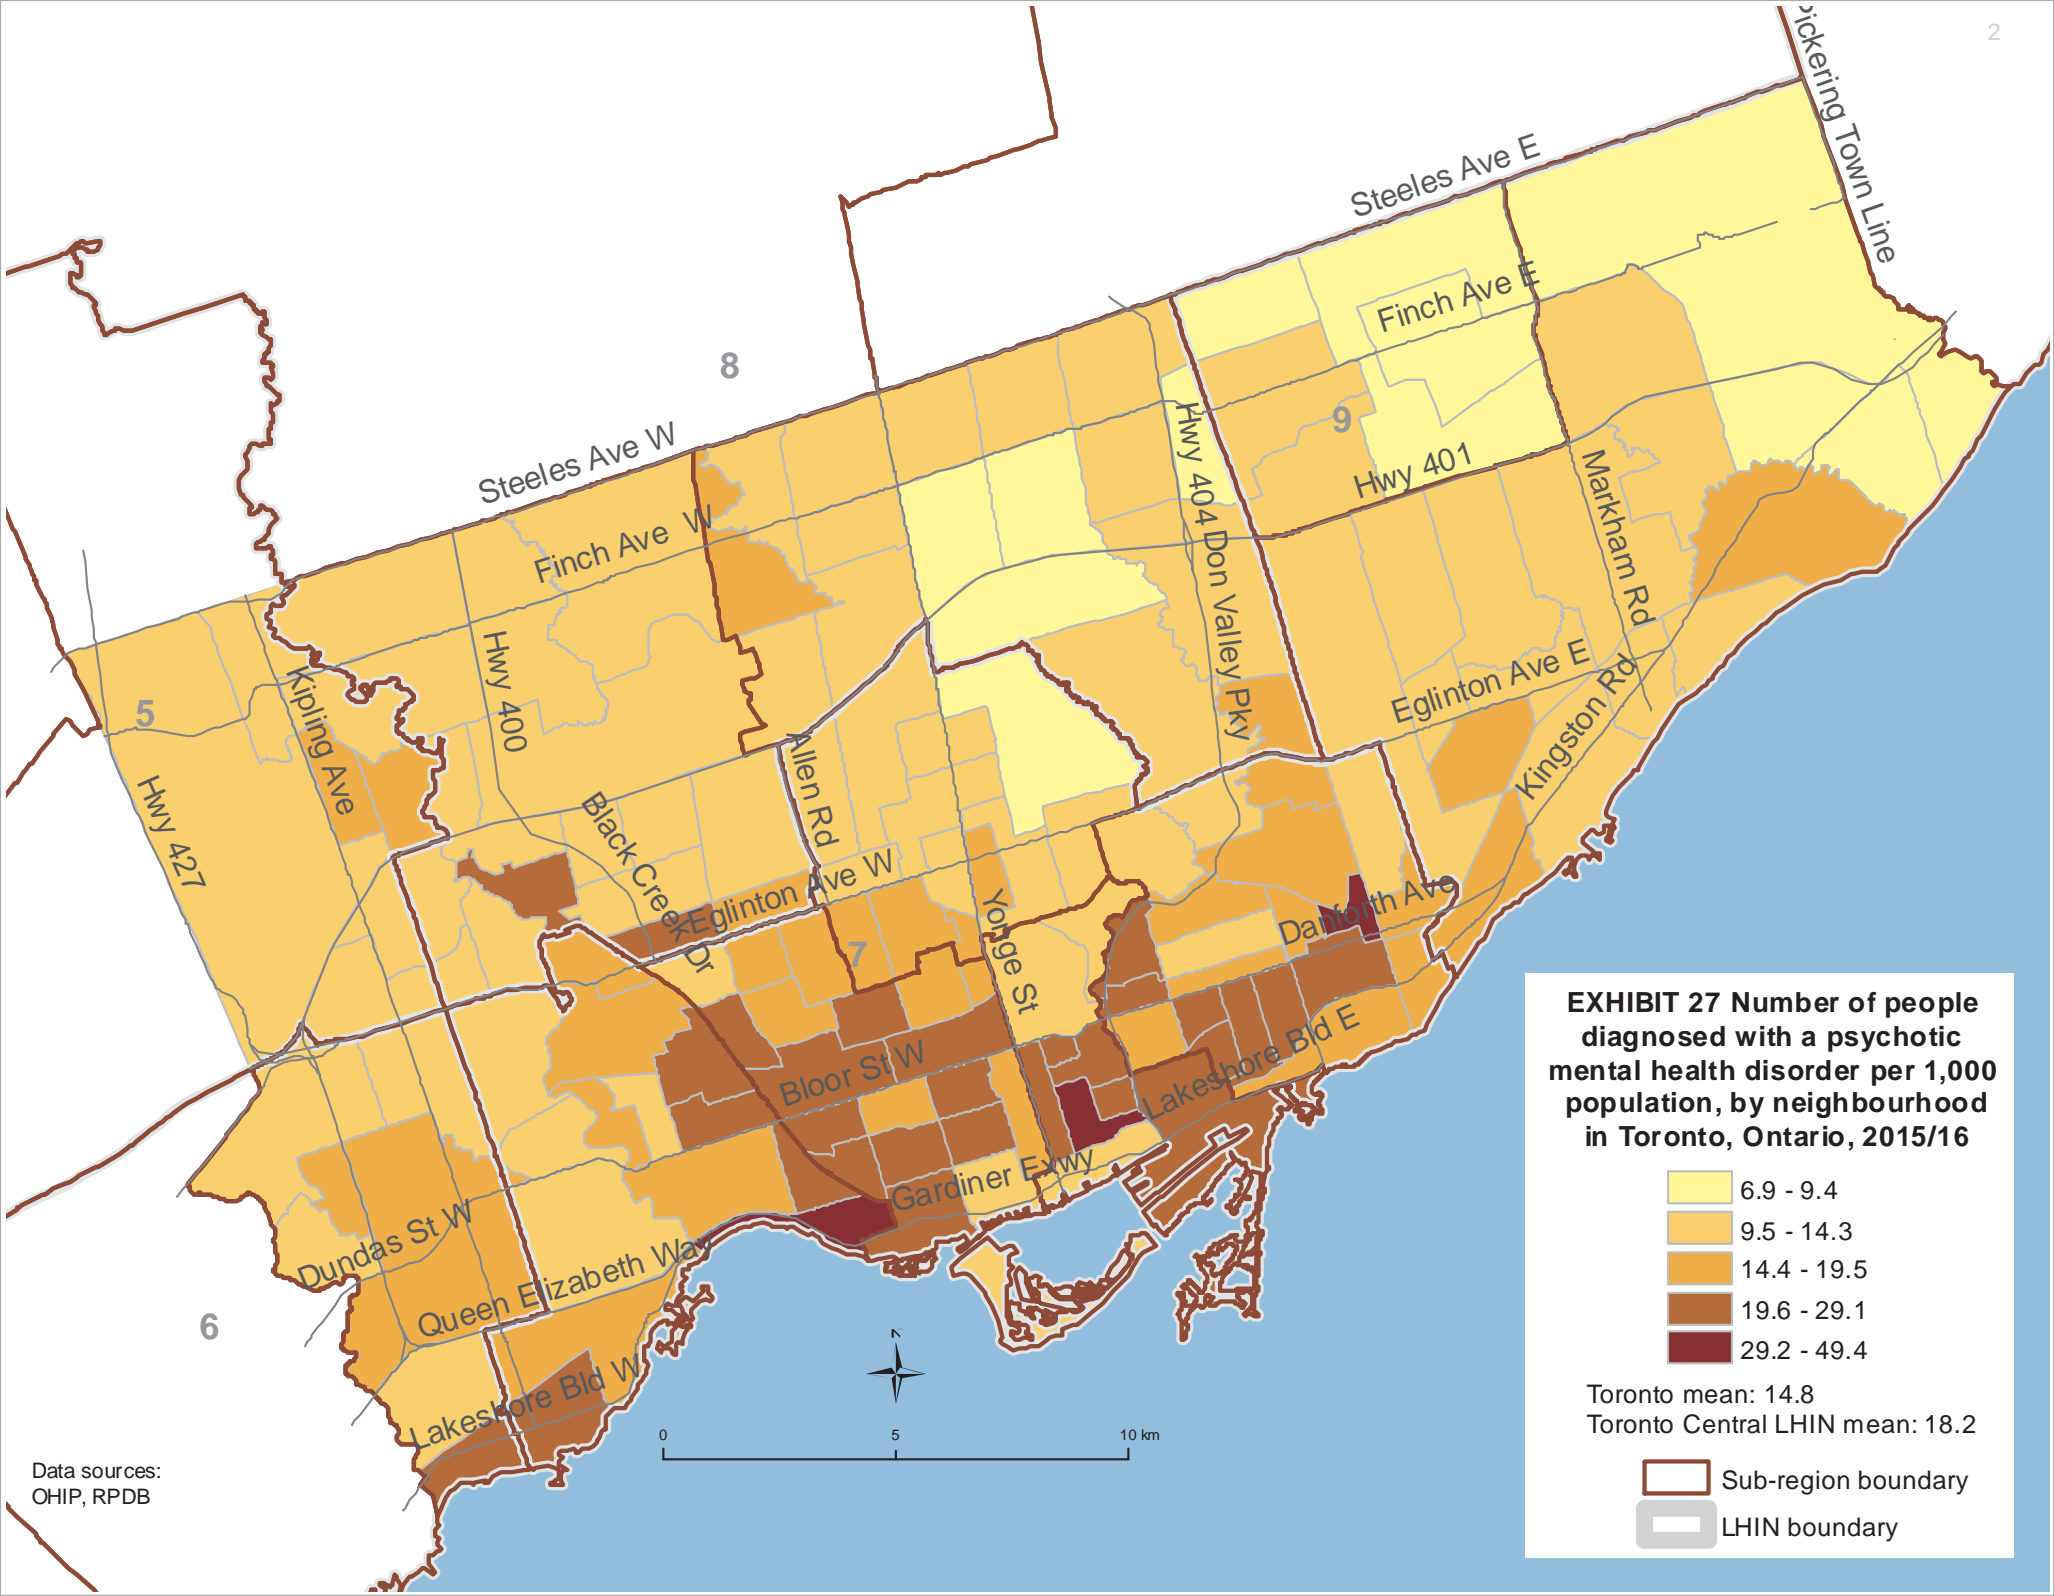 2
Pickering Town Line
Steeles Ave E
Finch Ave E
8
9
Steeles Ave W
Hwy 404
Hwy 401
Markham Rd
Finch Ave W
Don Valley Pky
Hwy 400
Kipling Ave
5
Eglinton Ave E
Kingston Rd
Hwy 427
Allen Rd
Black Creek Dr
Eglinton Ave W
Danforth Ave
Yonge St
7
Bloor St W
Lakeshore Bld E
Gardiner Exwy
Dundas St W
Queen Elizabeth Way
6
Lakeshore Bld W
z
0 5 10 km
Data sources:
OHIP, RPDB
EXHIBIT 27 Number of people
diagnosed with a psychotic
mental health disorder per 1,000
population, by neighbourhood
in Toronto, Ontario, 2015/16
6.9 - 9.4
9.5 - 14.3
14.4 - 19.5
19.6 - 29.1
29.2 - 49.4
Toronto mean: 14.8
Toronto Central LHIN mean: 18.2
Sub-region boundary
LHIN boundary